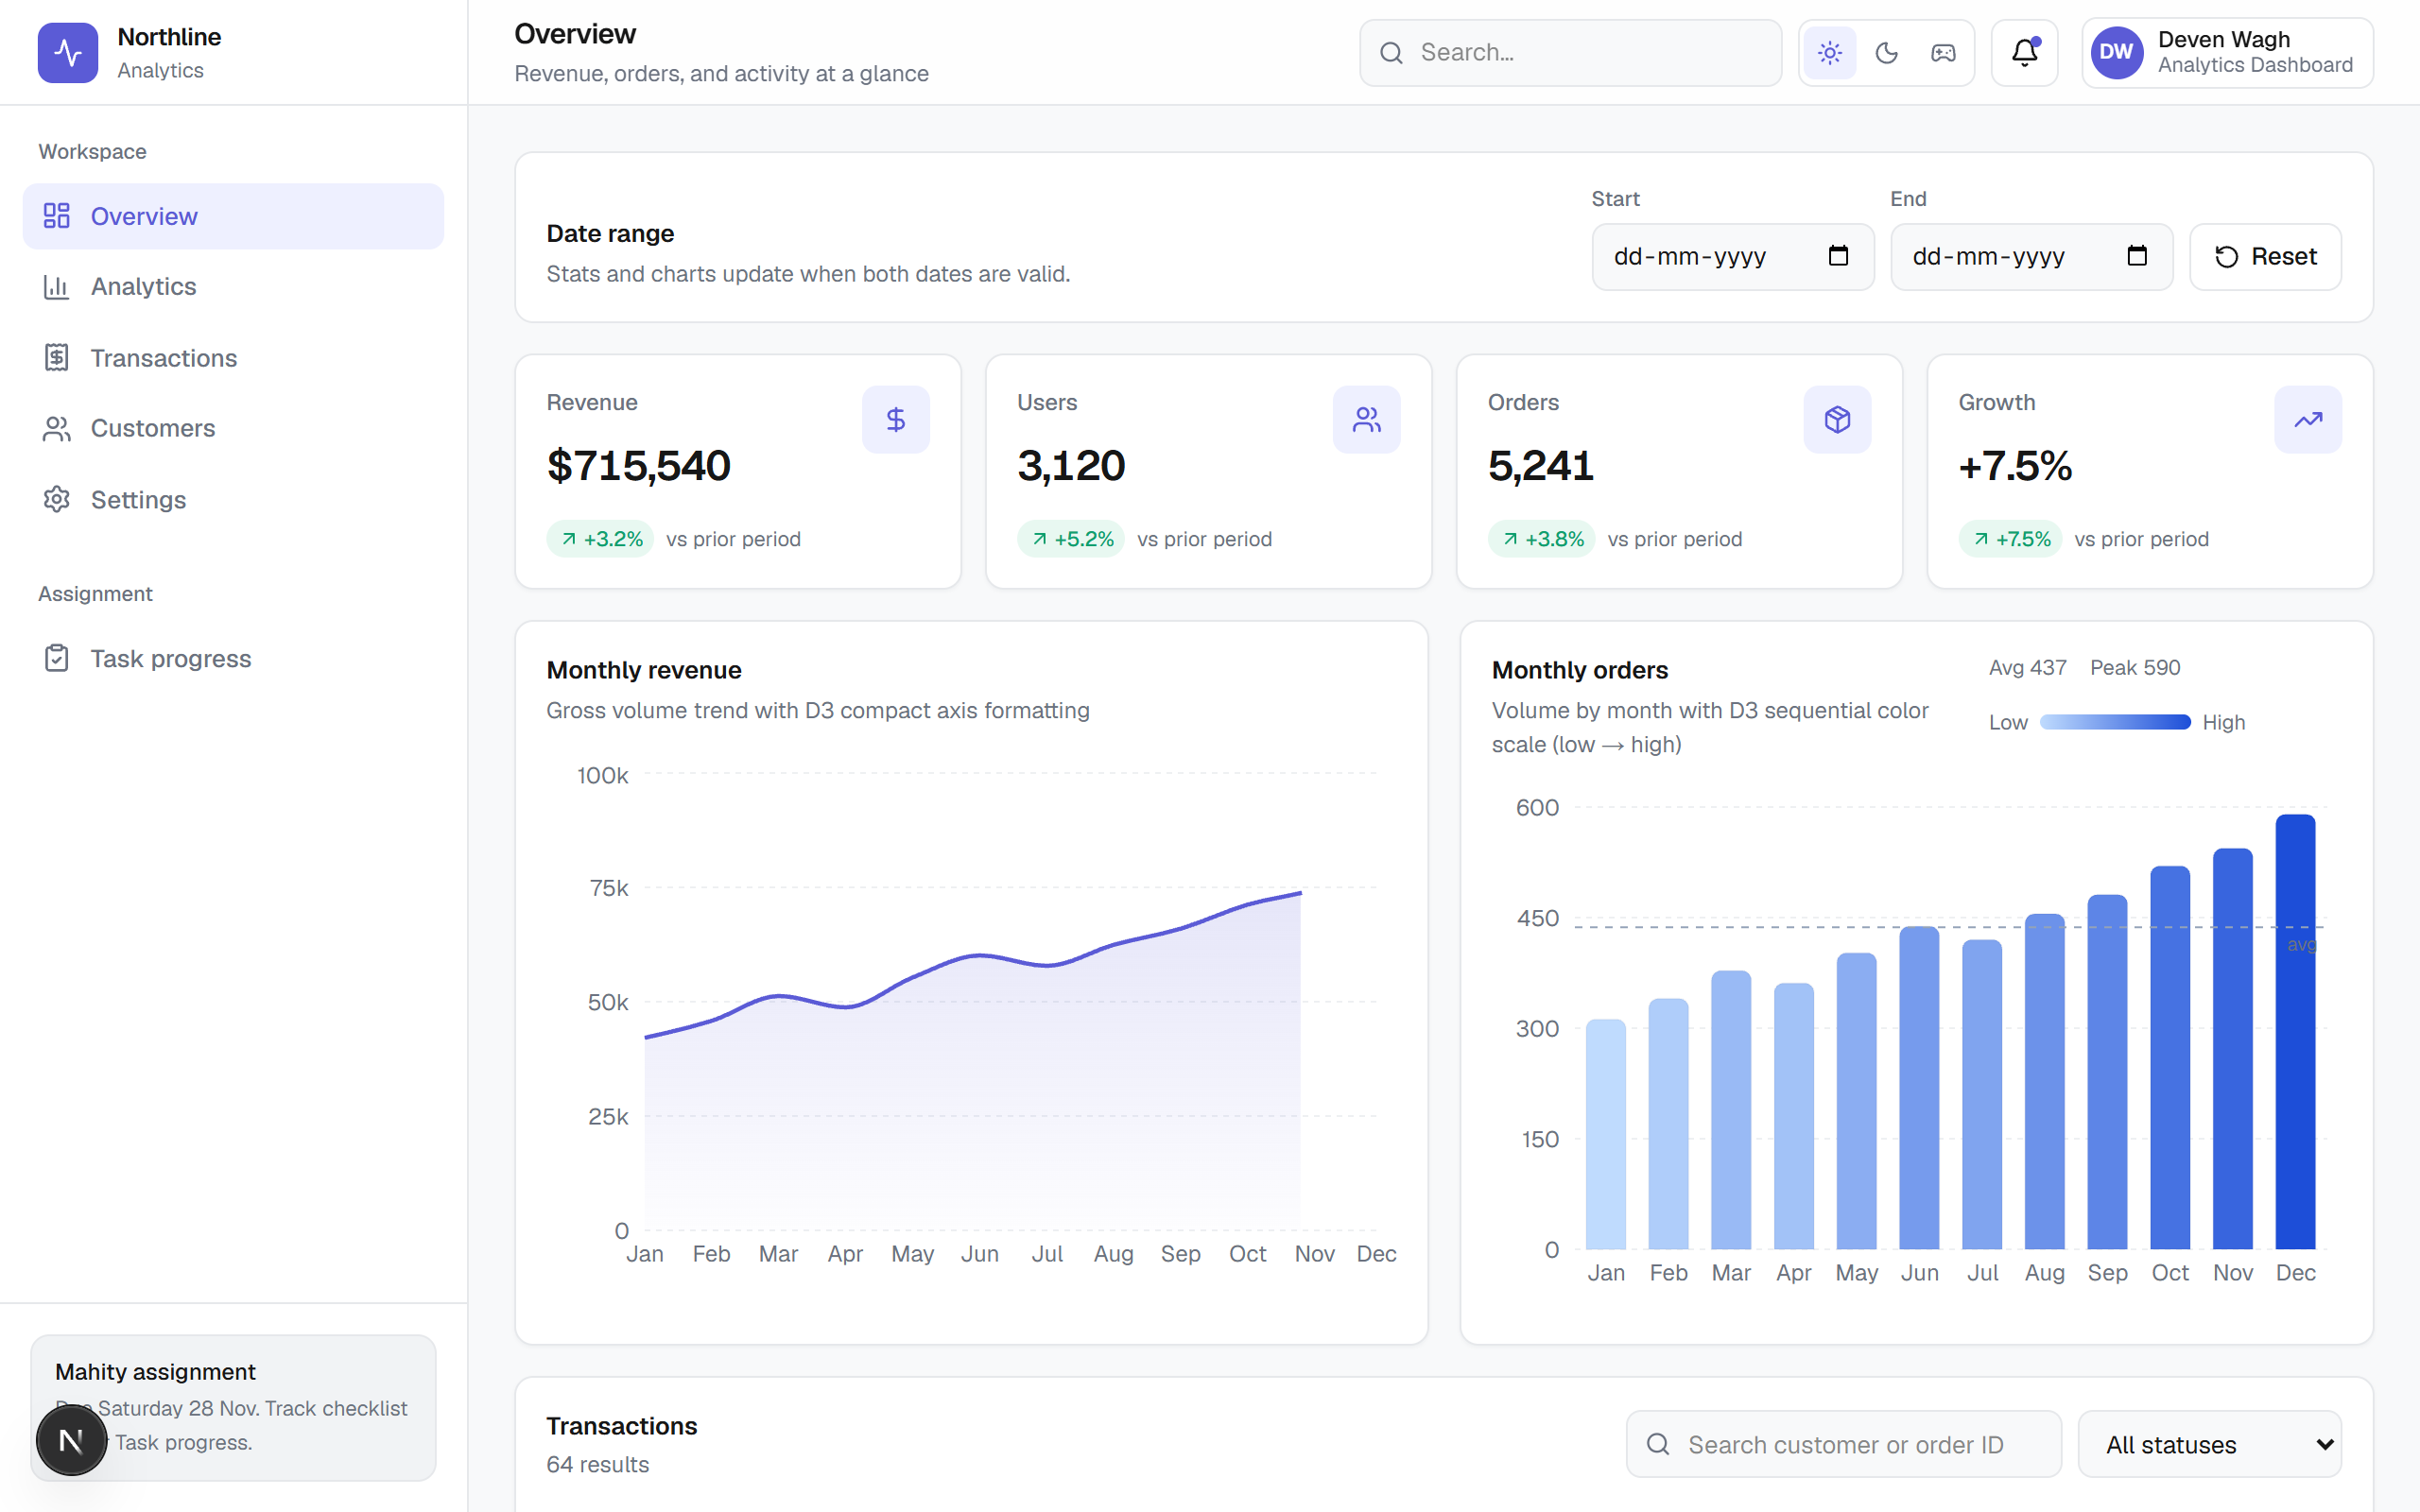 Northline
Analytics
Overview
Revenue, orders, and activity at a glance
Search...
DW
Deven Wagh
Analytics Dashboard
Workspace
Overview
Analytics
Transactions
Customers
Settings
Assignment
Task progress
Mahity assignment
Saturday 28 Nov. Track checklist
Task progress.
N
Date range
Stats and charts update when both dates are valid.
Start
dd-mm-yyyy
End
dd-mm-yyyy
Reset
Revenue
$715,540
+3.2% vs prior period
Users
3,120
+5.2% vs prior period
Orders
5,241
+3.8% vs prior period
Growth
+7.5%
+7.5% vs prior period
Monthly revenue
Gross volume trend with D3 compact axis formatting
100k
75k
50k
25k
0
Jan Feb Mar Apr May Jun Jul Aug Sep Oct Nov Dec
Monthly orders
Volume by month with D3 sequential color
scale (low → high)
Avg 437 Peak 590
Low High
600
450
avg
300
150
0
Jan Feb Mar Apr May Jun Jul Aug Sep Oct Nov Dec
Transactions
64 results
Search customer or order ID
All statuses